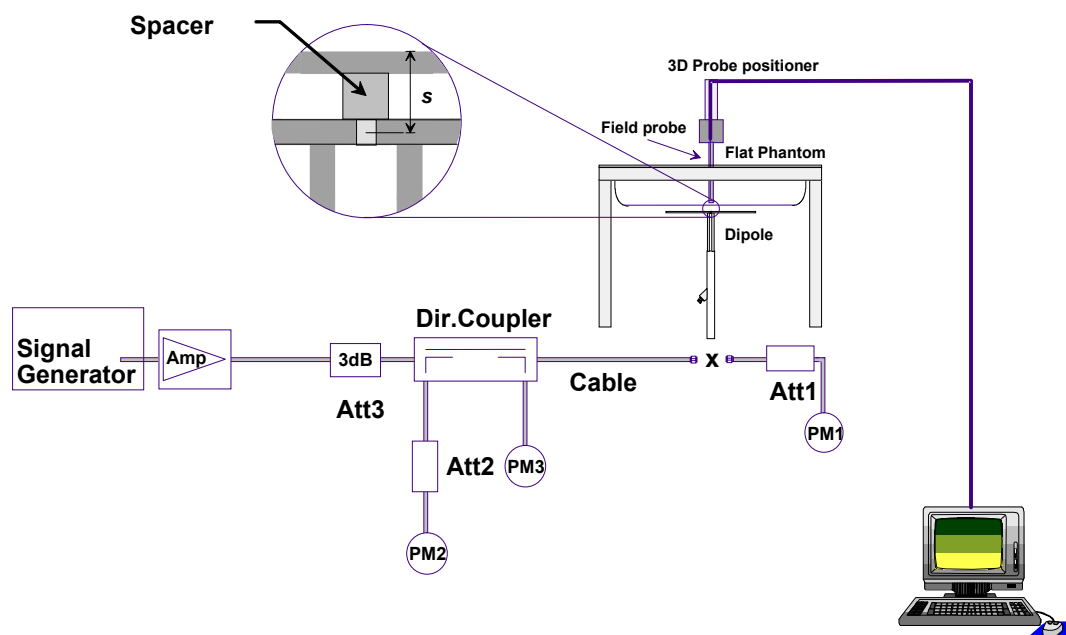 Spacer
s
3D Probe positioner
Field probe
Flat Phantom
Dipole
Signal
Generator
Amp
3dB
Att3
Dir.Coupler
Cable
x
Att1
PM1
Att2
PM3
PM2